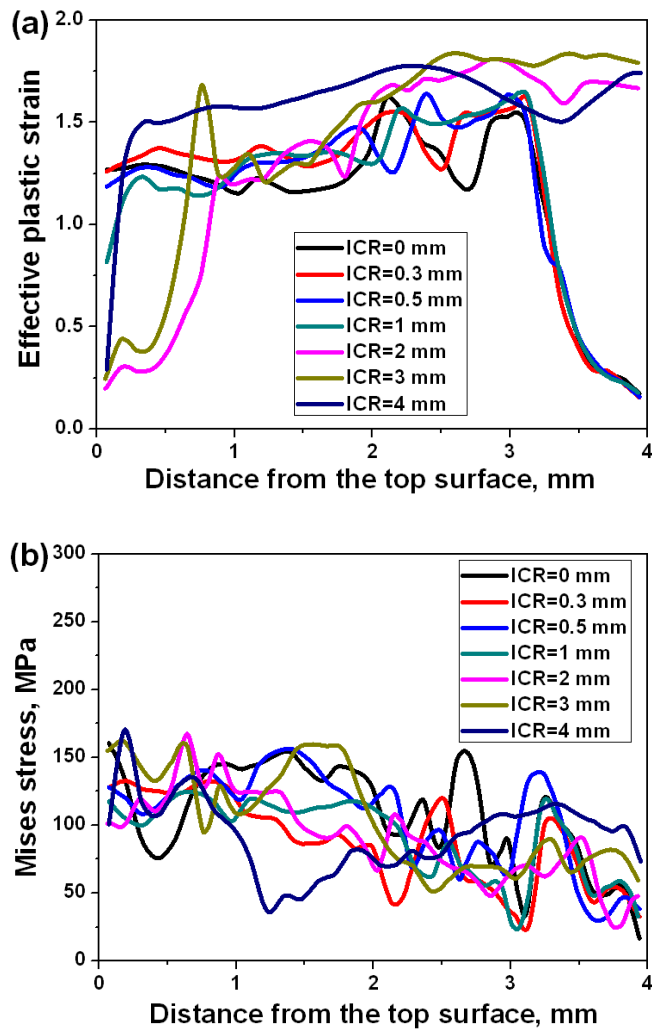 (a)
2.0
1.5
1.0
0.5
0.0
Effective plastic strain
ICR=0 mm
ICR=0.3 mm
ICR=0.5 mm
ICR=1 mm
ICR=2 mm
ICR=3 mm
ICR=4 mm
0 1 2 3 4
Distance from the top surface, mm
(b)
300
250
200
150
100
50
0
Mises stress, MPa
ICR=0 mm
ICR=0.3 mm
ICR=0.5 mm
ICR=1 mm
ICR=2 mm
ICR=3 mm
ICR=4 mm
0 1 2 3 4
Distance from the top surface, mm